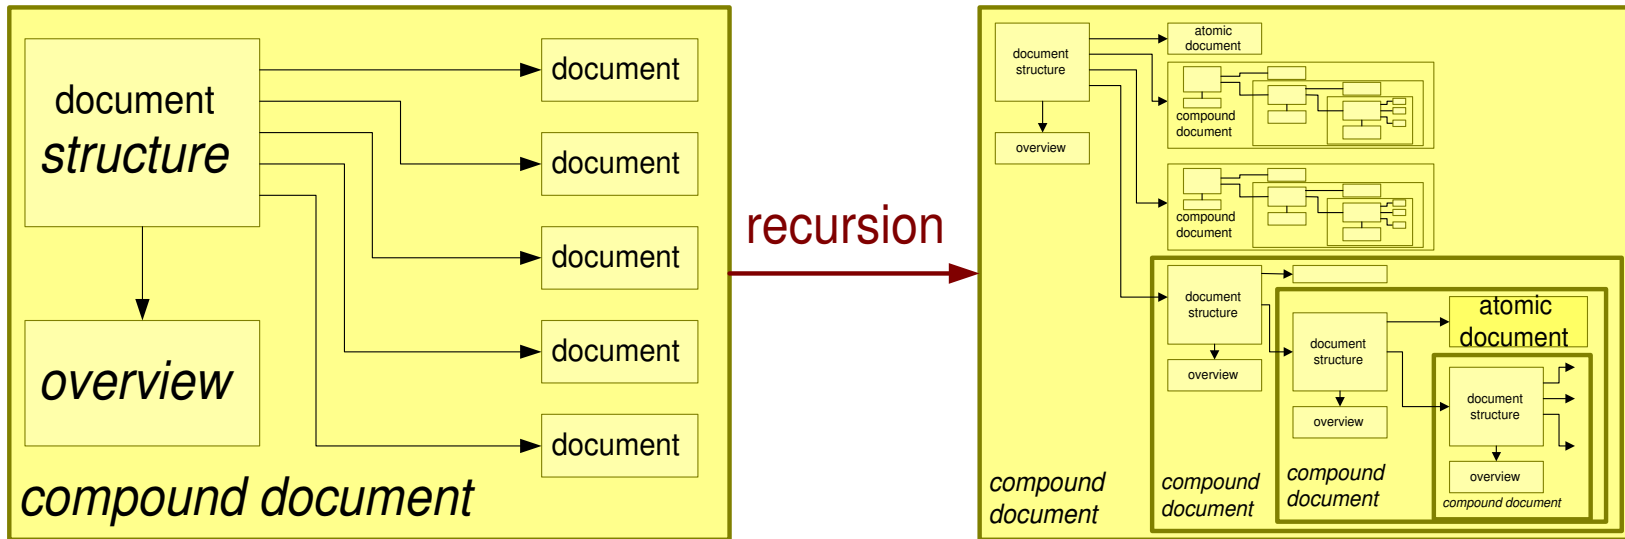 document
structure
overview
compound document
document
document
document
document
document
recursion
document
structure
overview
atomic
document
compound
document
compound
document
compound
document
document
structure
overview
compound
document
document
structure
overview
compound
document
atomic
document
document
structure
overview
compound document